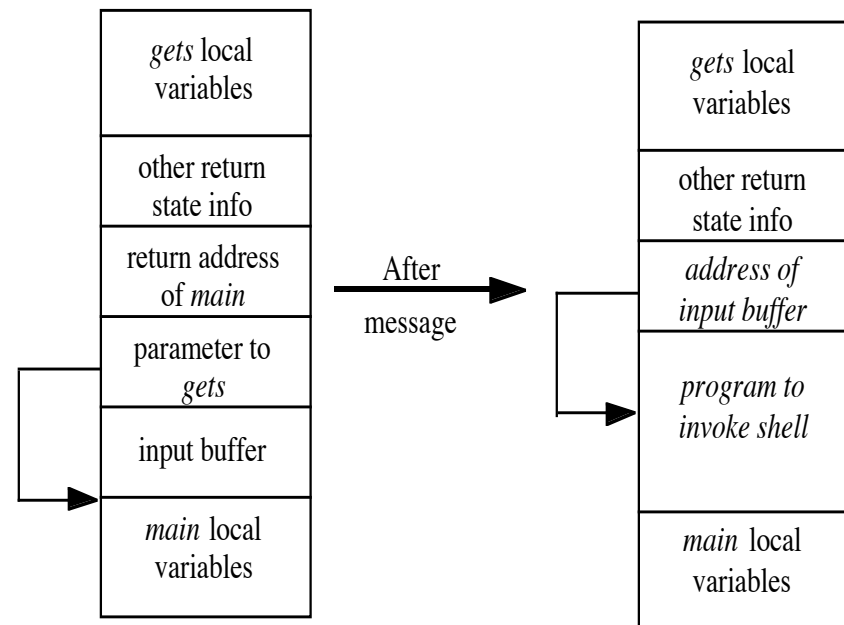 gets local
variables
other return
state info
return address
of main
parameter to
gets
input buffer
main local
variables
After
message
gets local
variables
other return
state info
address of
input buffer
program to
invoke shell
main local
variables